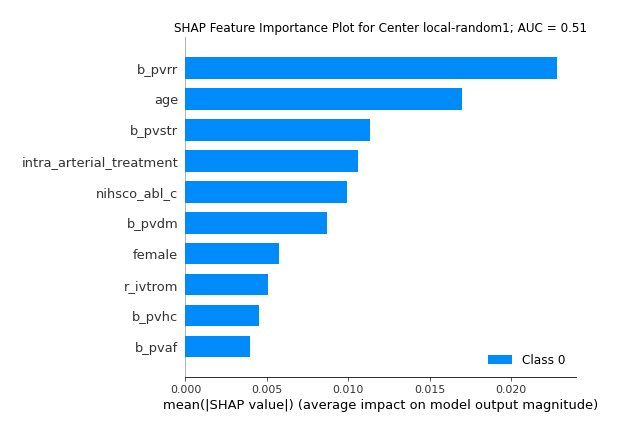 SHAP Feature Importance Plot for Center local-random1; AUC = 0.51
b_pvrr
age
b_pvstr
intra_arterial_treatment
nihsco_abl_c
b_pvdm
female
r_ivtrom
b_pvhc
b_pvaf
Class 0
0.000 0.005 0.010 0.015 0.020
mean(|SHAP value|) (average impact on model output magnitude)